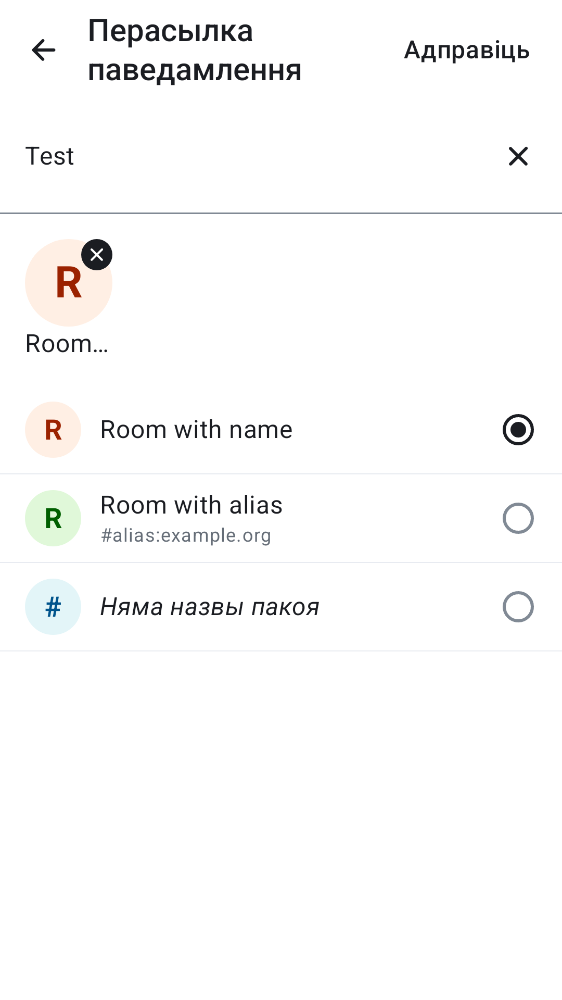 Перасылка
паведамлення
Адправіць
Test
R
Room…
R
Room with name
R
Room with alias
#alias:example.org
#
Няма назвы пакоя